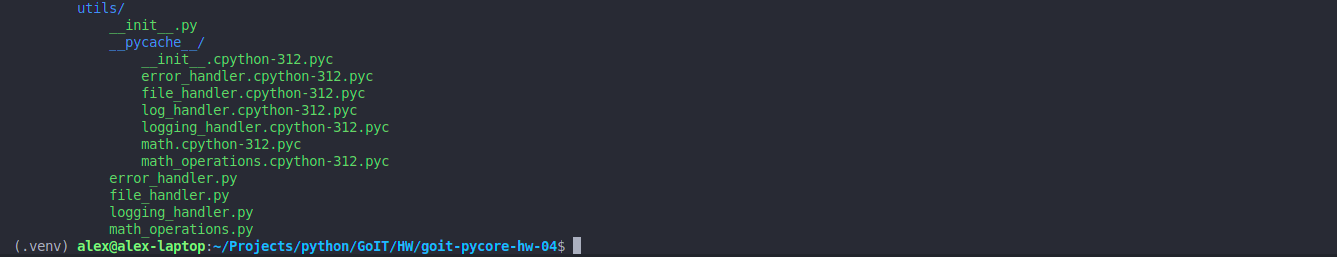 utils/
__init__.py
__pycache__/
__init__.cpython-312.pyc
error_handler.cpython-312.pyc
file_handler.cpython-312.pyc
log_handler.cpython-312.pyc
logging_handler.cpython-312.pyc
math.cpython-312.pyc
math_operations.cpython-312.pyc
error_handler.py
file_handler.py
logging_handler.py
math_operations.py
(.venv) alex@alex-laptop:~/Projects/python/GoIT/HW/goit-pycore-hw-04$